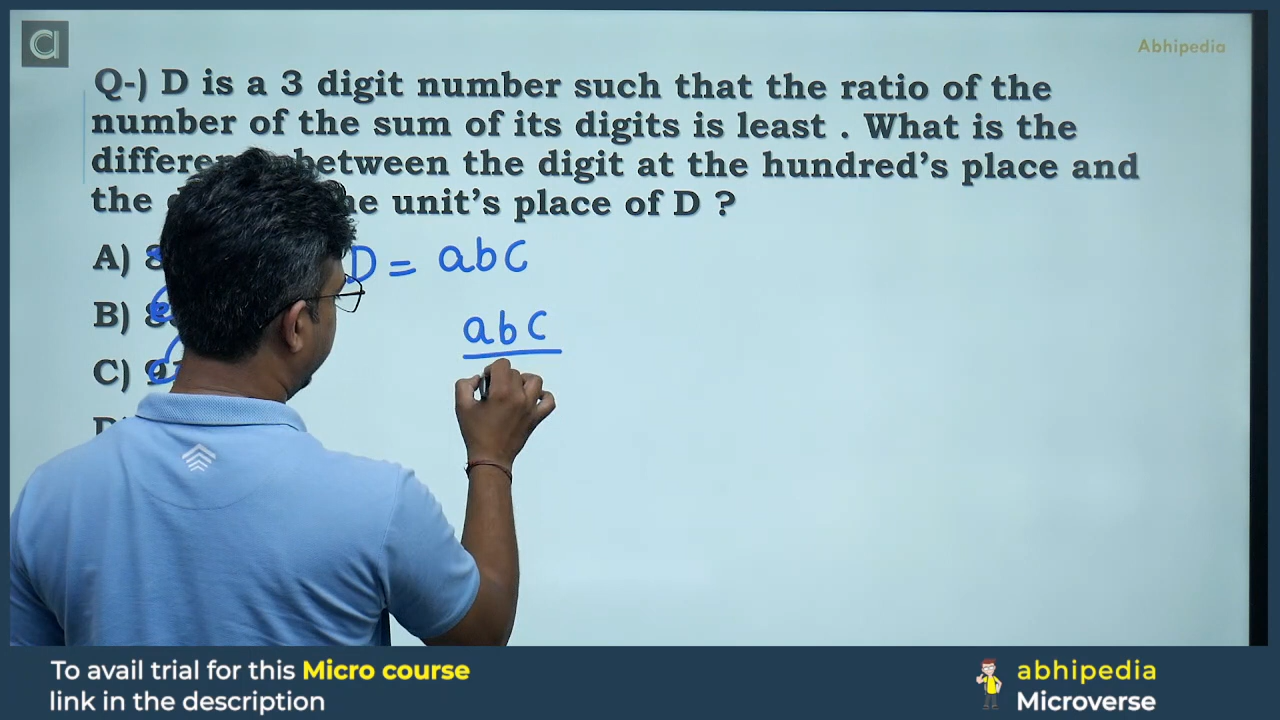 Abhipedia
Q-) D is a 3 digit number such that the ratio of the
number of the sum of its digits is least . What is the
between the digit at the hundred's place and
the unit's place of D ?
A)
D = abc
B)
abc
C)
To avail trial for this Micro course
link in the description
abhipedia
Microverse